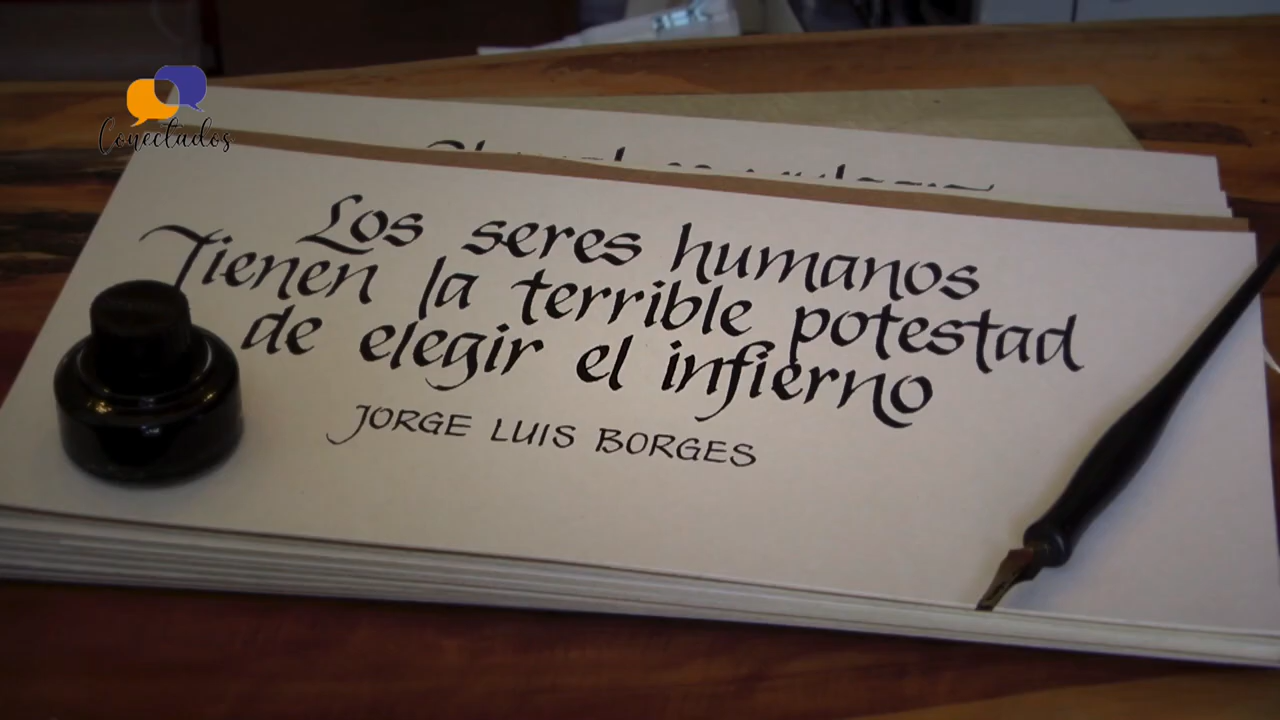 Conectados
Los seres humanos
Tienen la terrible potestad
de elegir el infierno
JORGE LUIS BORGES